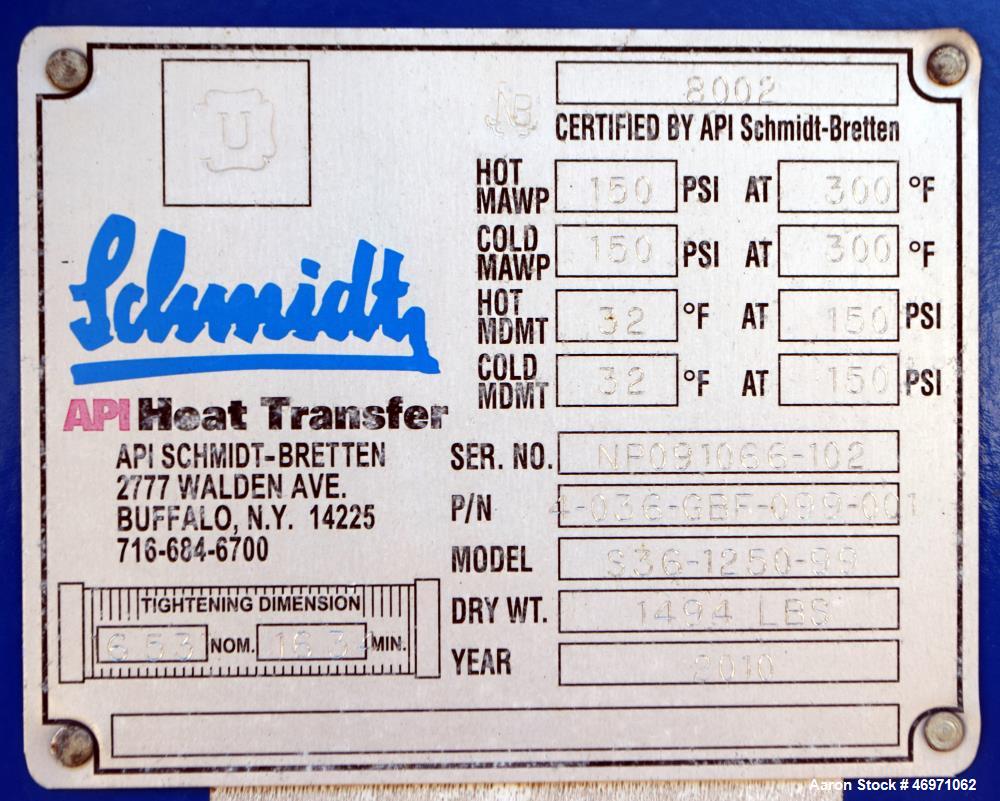 U
NB 8002
CERTIFIED BY API Schmidt-Bretten
HOT MAWP 150 PSI AT 300 °F
COLD MAWP 150 PSI AT 300 °F
HOT MDMT 32 °F AT 150 PSI
COLD MDMT 32 °F AT 150 PSI
Schmidt
API Heat Transfer
API SCHMIDT-BRETTEN
2777 WALDEN AVE.
BUFFALO, N.Y. 14225
716-684-6700
SER. NO. NP091066-102
P/N 4-036-GBF-099-001
MODEL S36-1250-99
DRY WT. 1494 LBS
YEAR 2010
TIGHTENING DIMENSION
NOM. MIN.
Aaron Stock # 46971062